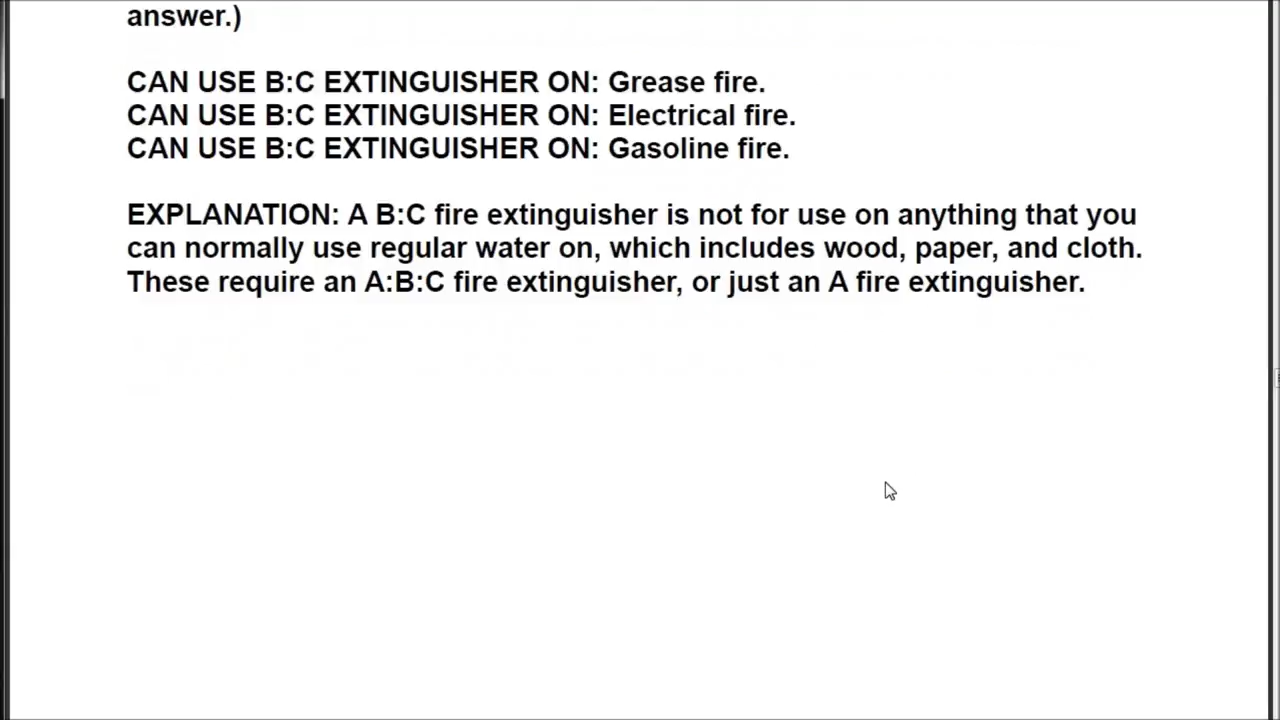 answer.)
CAN USE B:C EXTINGUISHER ON: Grease fire.
CAN USE B:C EXTINGUISHER ON: Electrical fire.
CAN USE B:C EXTINGUISHER ON: Gasoline fire.
EXPLANATION: A B:C fire extinguisher is not for use on anything that you
can normally use regular water on, which includes wood, paper, and cloth.
These require an A:B:C fire extinguisher, or just an A fire extinguisher.